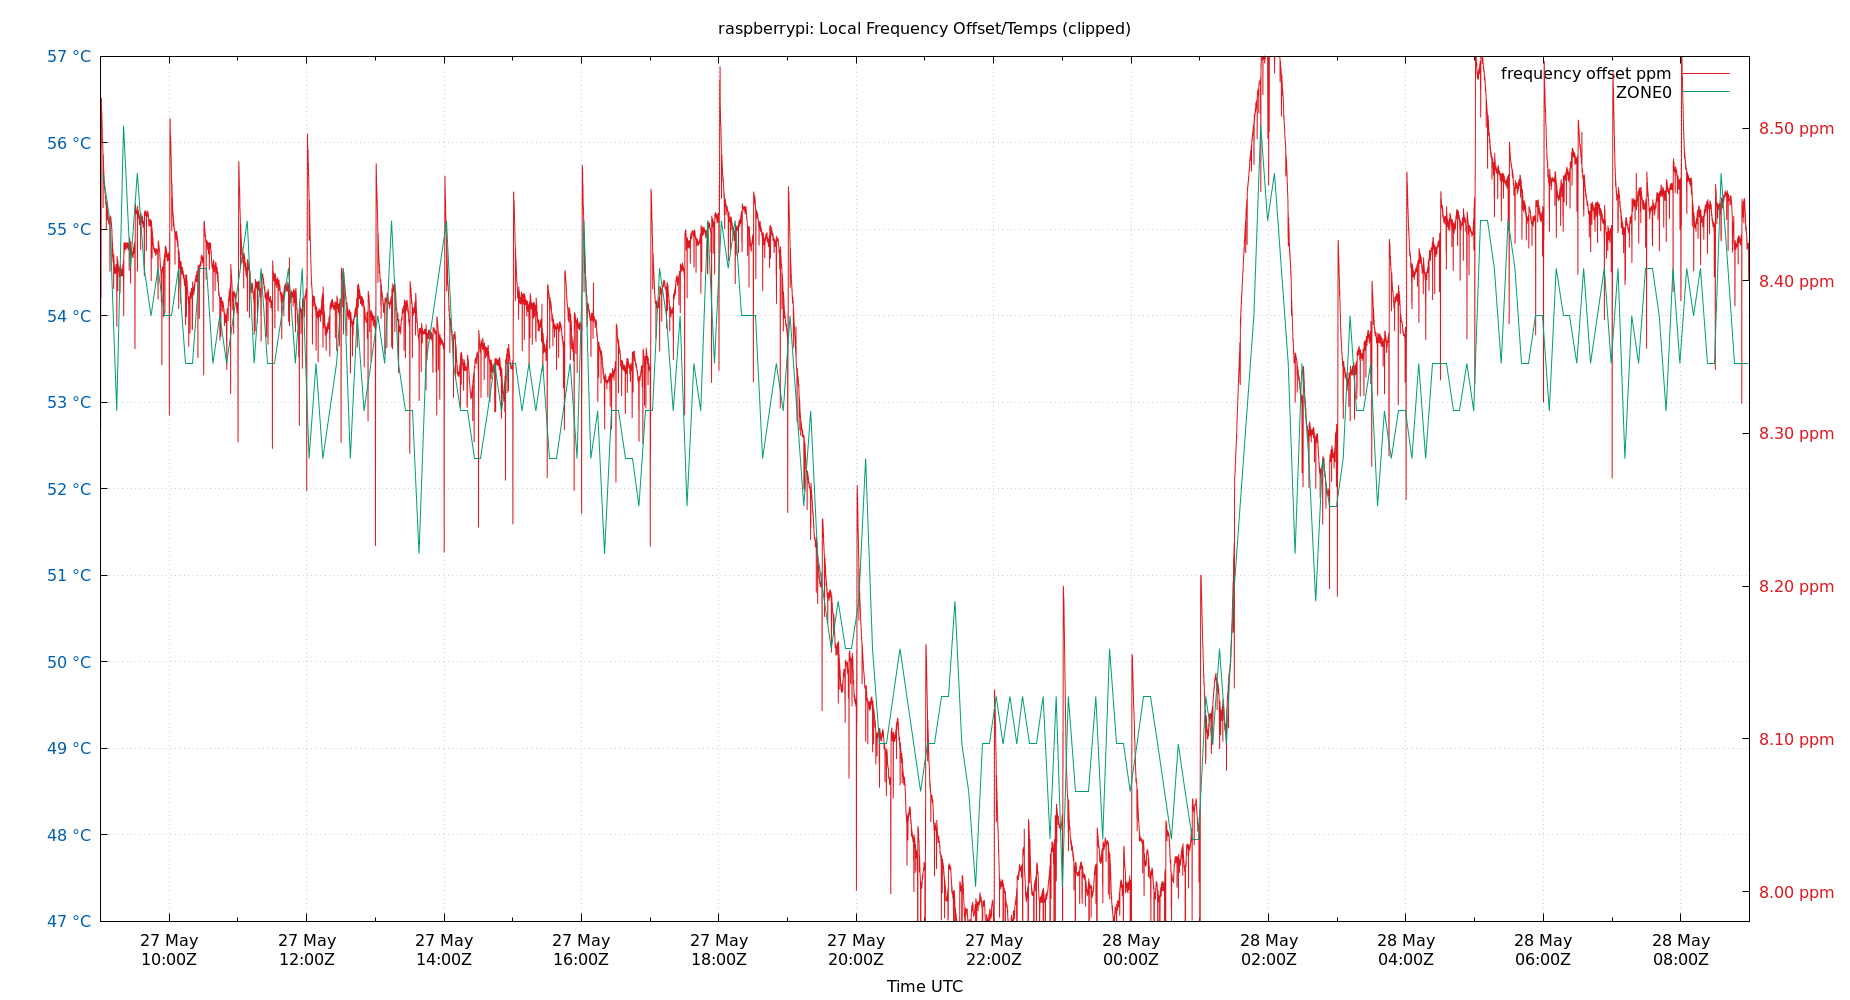 raspberrypi: Local Frequency Offset/Temps (clipped)
57 °C
56 °C
55 °C
54 °C
53 °C
52 °C
51 °C
50 °C
49 °C
48 °C
47 °C
frequency offset ppm
ZONE0
8.50 ppm
8.40 ppm
8.30 ppm
8.20 ppm
8.10 ppm
8.00 ppm
27 May 27 May 27 May 27 May 27 May 27 May 27 May 28 May 28 May 28 May 28 May 28 May
10:00Z 12:00Z 14:00Z 16:00Z 18:00Z 20:00Z 22:00Z 00:00Z 02:00Z 04:00Z 06:00Z 08:00Z
Time UTC